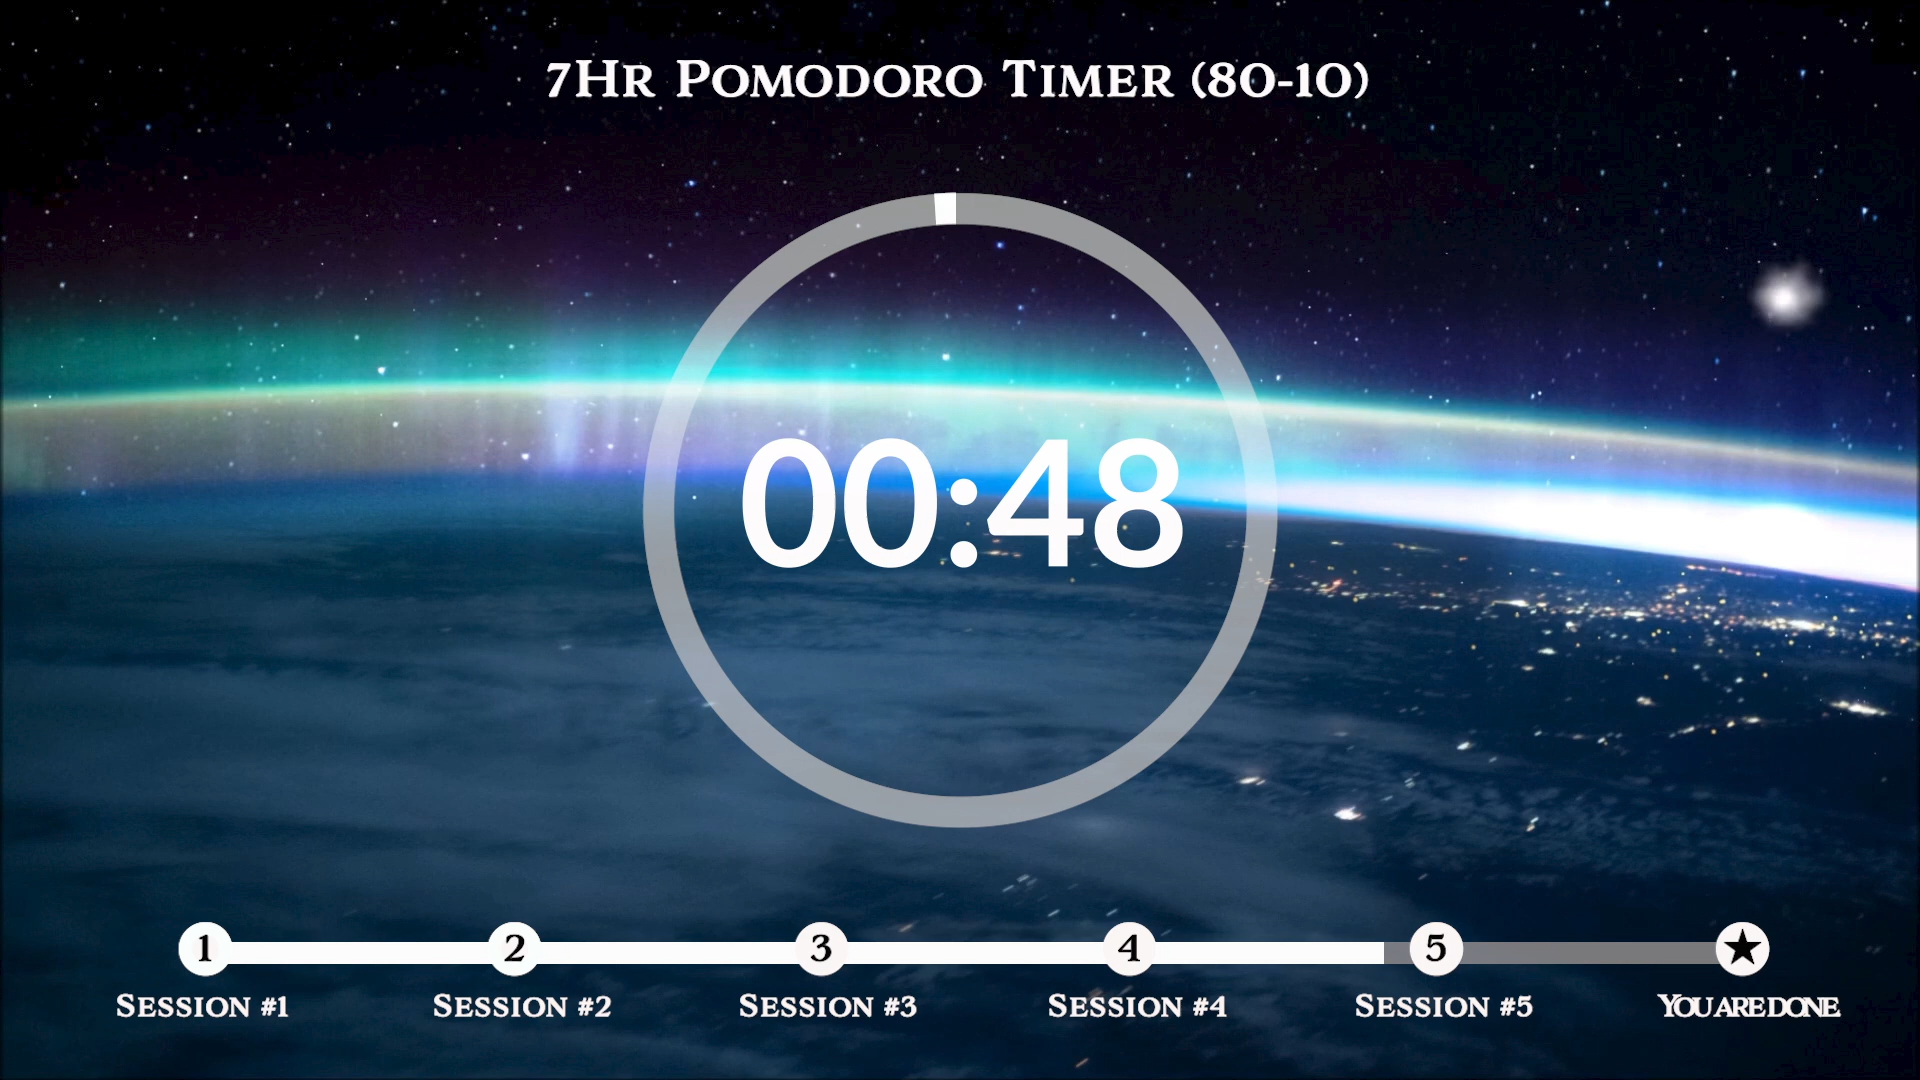 7Hr Pomodoro Timer (80-10)
00:48
1 2 3 4 5 ★
Session #1 Session #2 Session #3 Session #4 Session #5 You are done